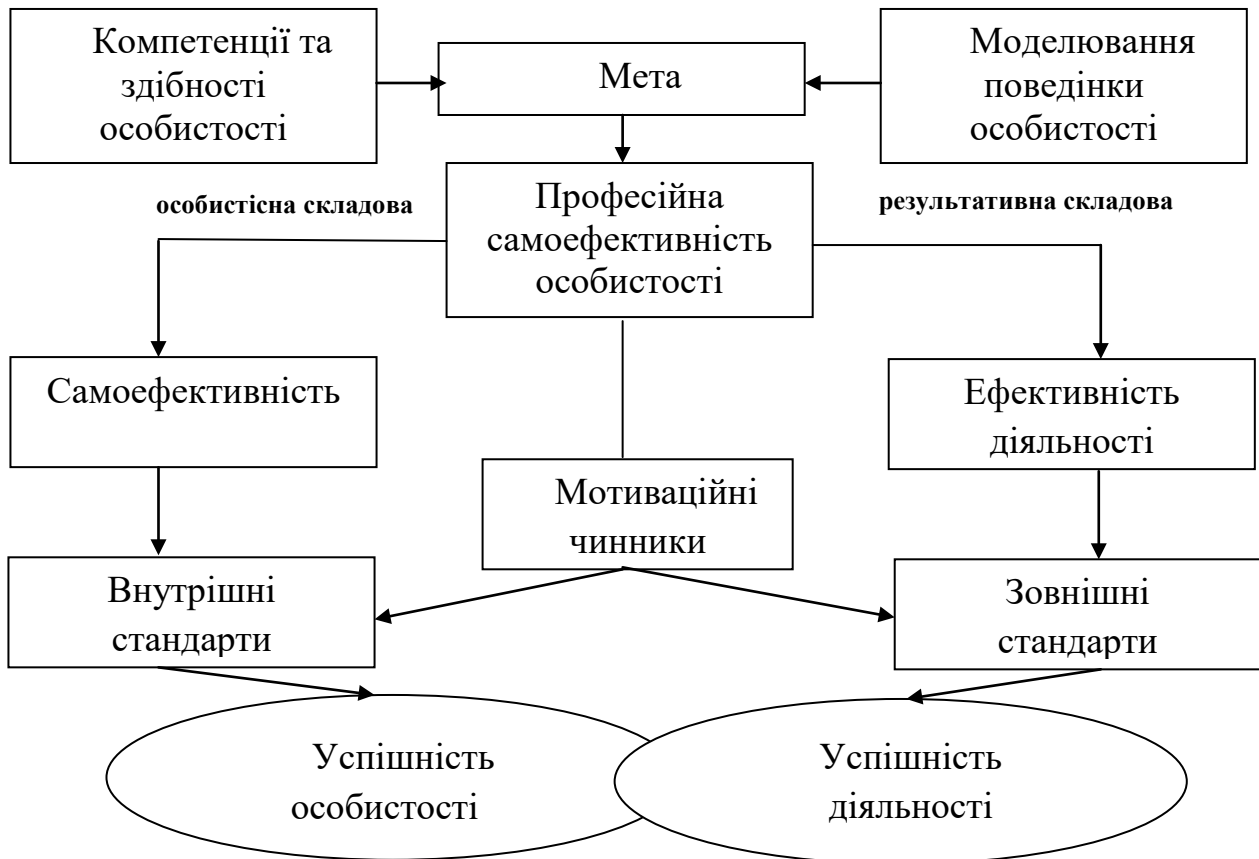 Компетенції та
здібності
особистості
Мета
Моделювання
поведінки
особистості
особистісна складова
Професійна
самоефективність
особистості
результативна складова
Самоефективність
Ефективність
діяльності
Мотиваційні
чинники
Внутрішні
стандарти
Зовнішні
стандарти
Успішність
особистості
Успішність
діяльності